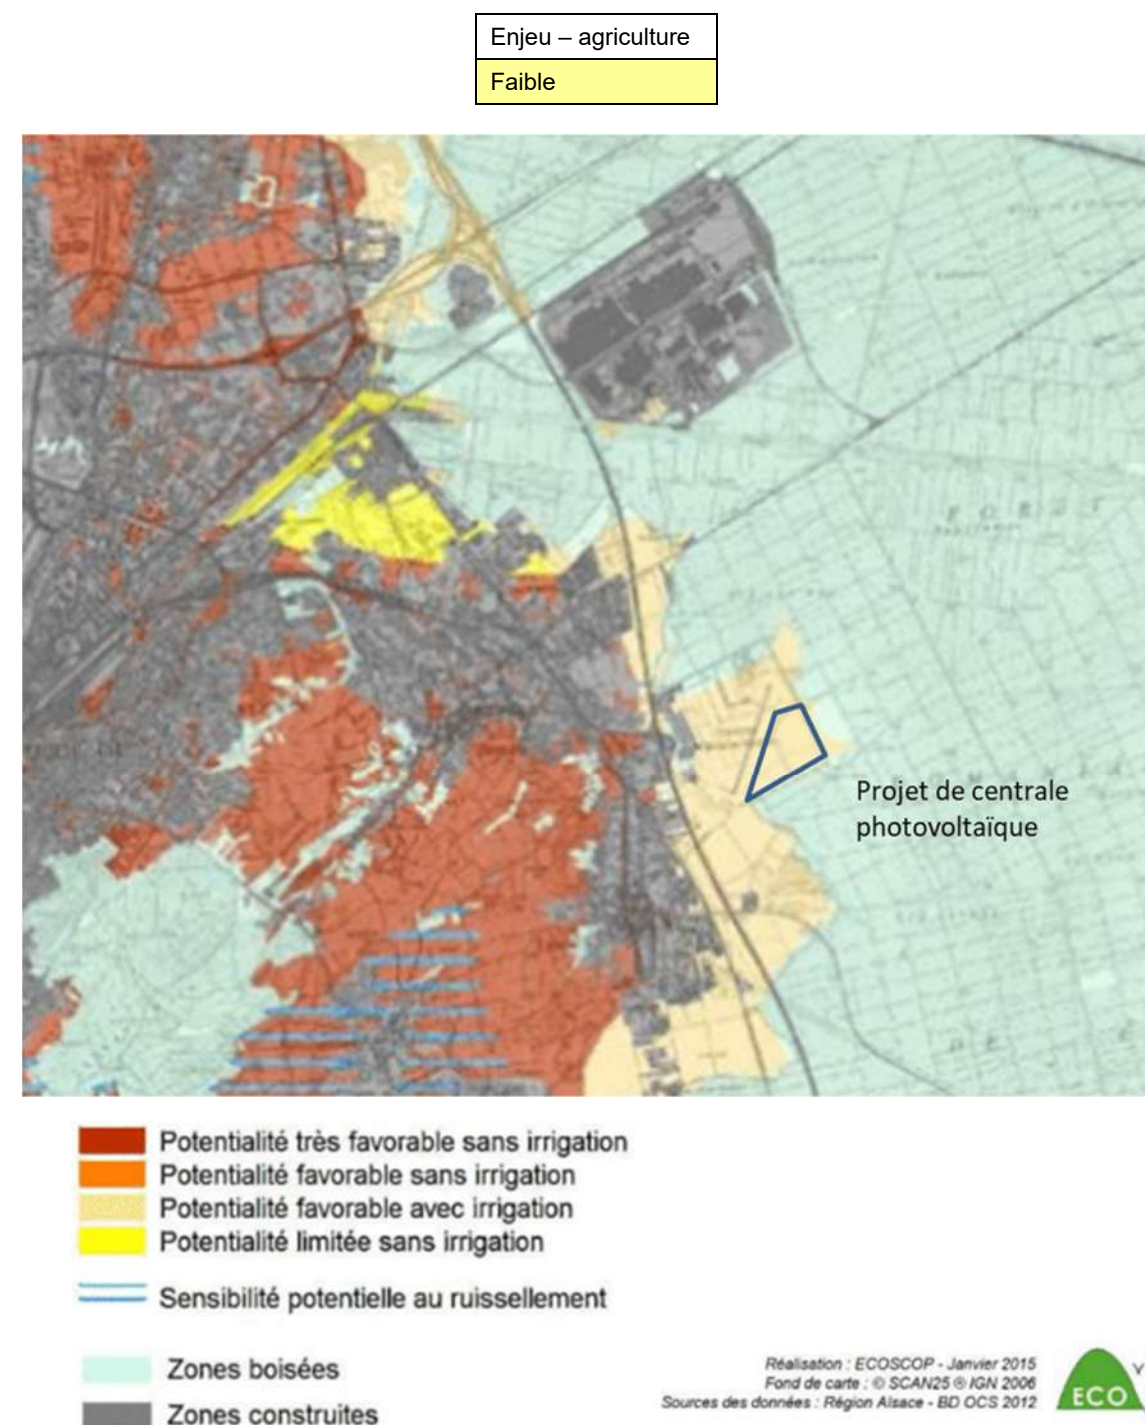 Enjeu – agriculture
Faible
Projet de centrale
photovoltaïque
Potentialité très favorable sans irrigation
Potentialité favorable sans irrigation
Potentialité favorable avec irrigation
Potentialité limitée sans irrigation
Sensibilité potentielle au ruissellement
Zones boisées
Zones construites
Réalisation : ECOSCOP - Janvier 2015
Fond de carte : © SCAN25 ® IGN 2006
Sources des données : Région Alsace - BD OCS 2012
ECO